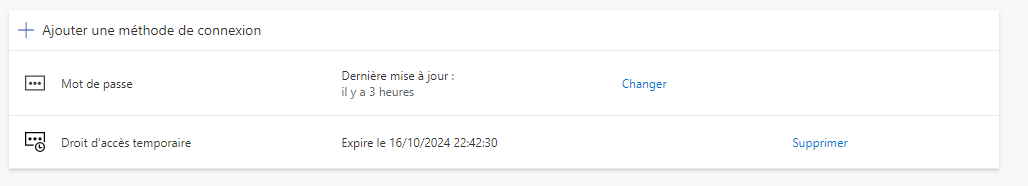 Ajouter une méthode de connexion
Mot de passe
Dernière mise à jour :
il y a 3 heures
Changer
Droit d'accès temporaire
Expire le 16/10/2024 22:42:30
Supprimer